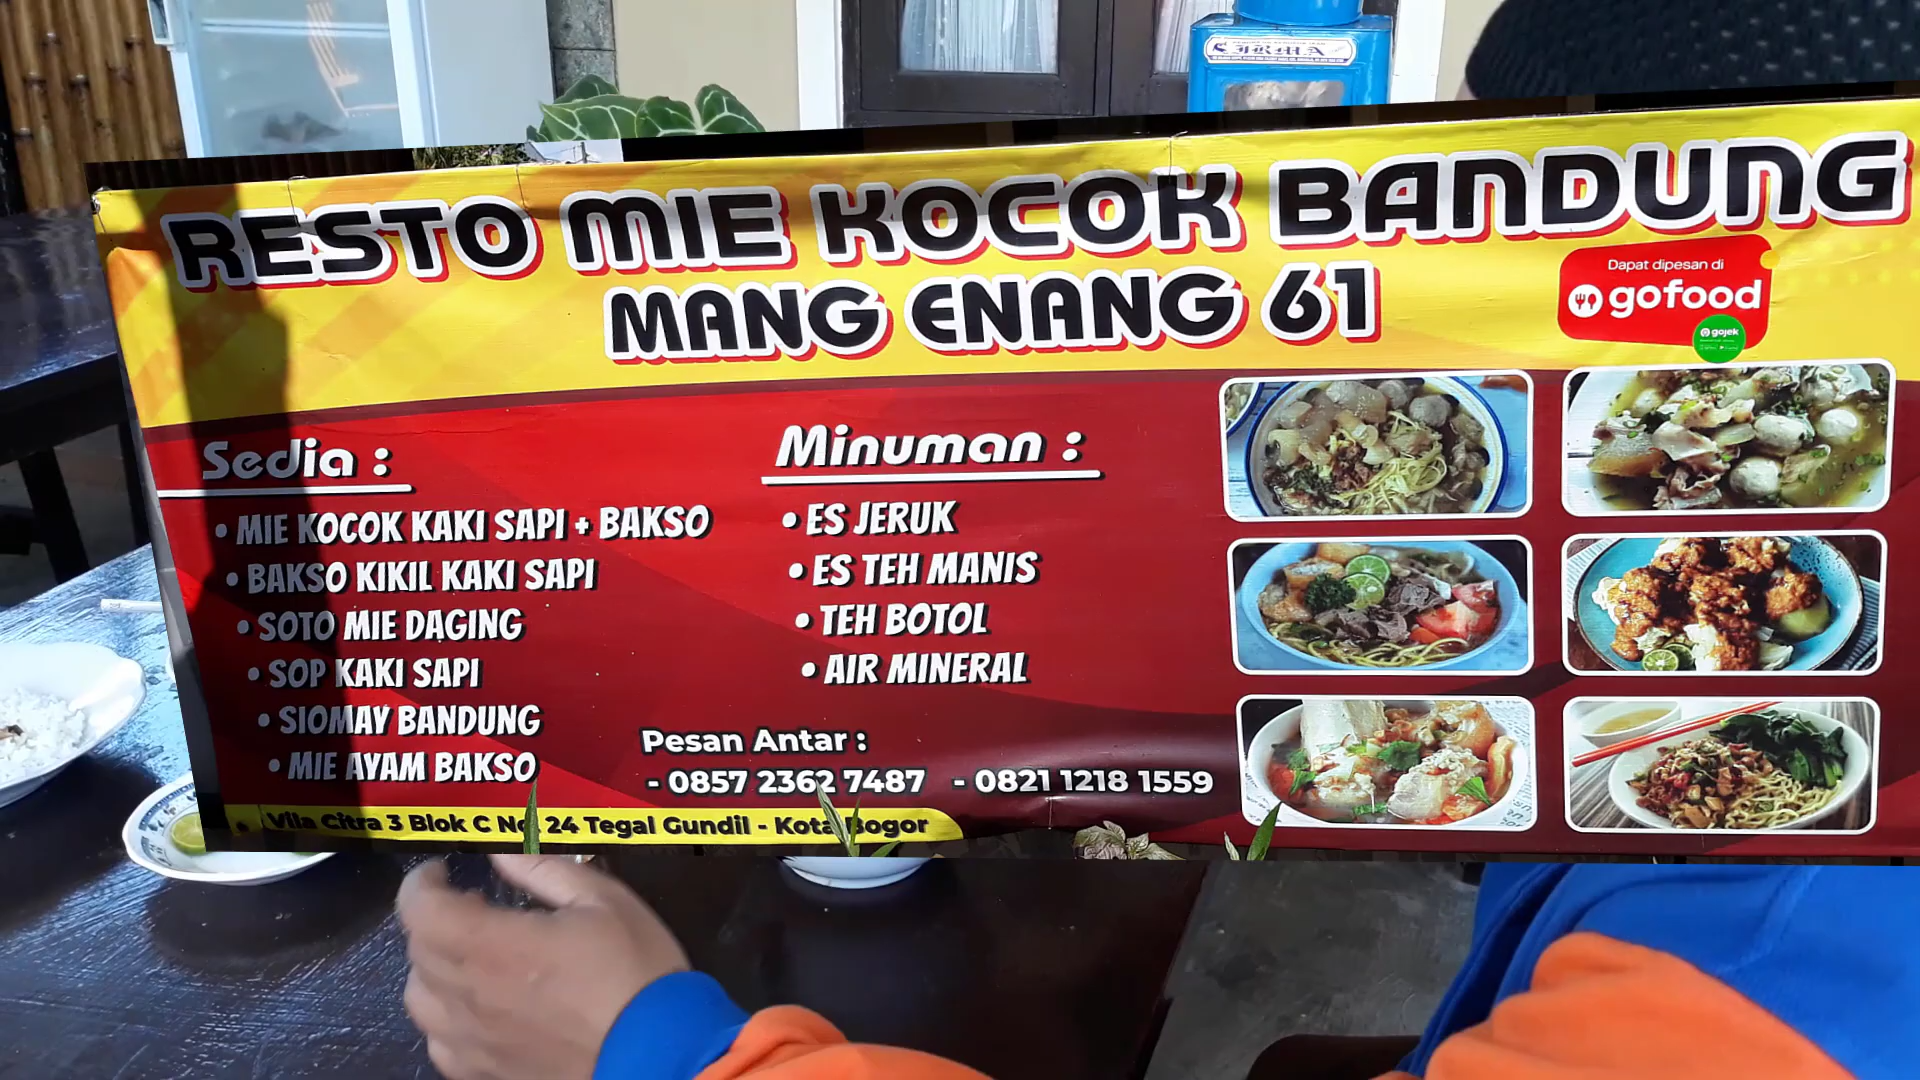 SIRMA
RESTO MIE KOCOK BANDUNG
MANG ENANG 61
Dapat dipesan di
gofood
gojek
Sedia :
• MIE KOCOK KAKI SAPI + BAKSO
• BAKSO KIKIL KAKI SAPI
• SOTO MIE DAGING
• SOP KAKI SAPI
• SIOMAY BANDUNG
• MIE AYAM BAKSO
Minuman :
• ES JERUK
• ES TEH MANIS
• TEH BOTOL
• AIR MINERAL
Pesan Antar :
- 0857 2362 7487 - 0821 1218 1559
Vila Citra 3 Blok C No 24 Tegal Gundil - Kota Bogor